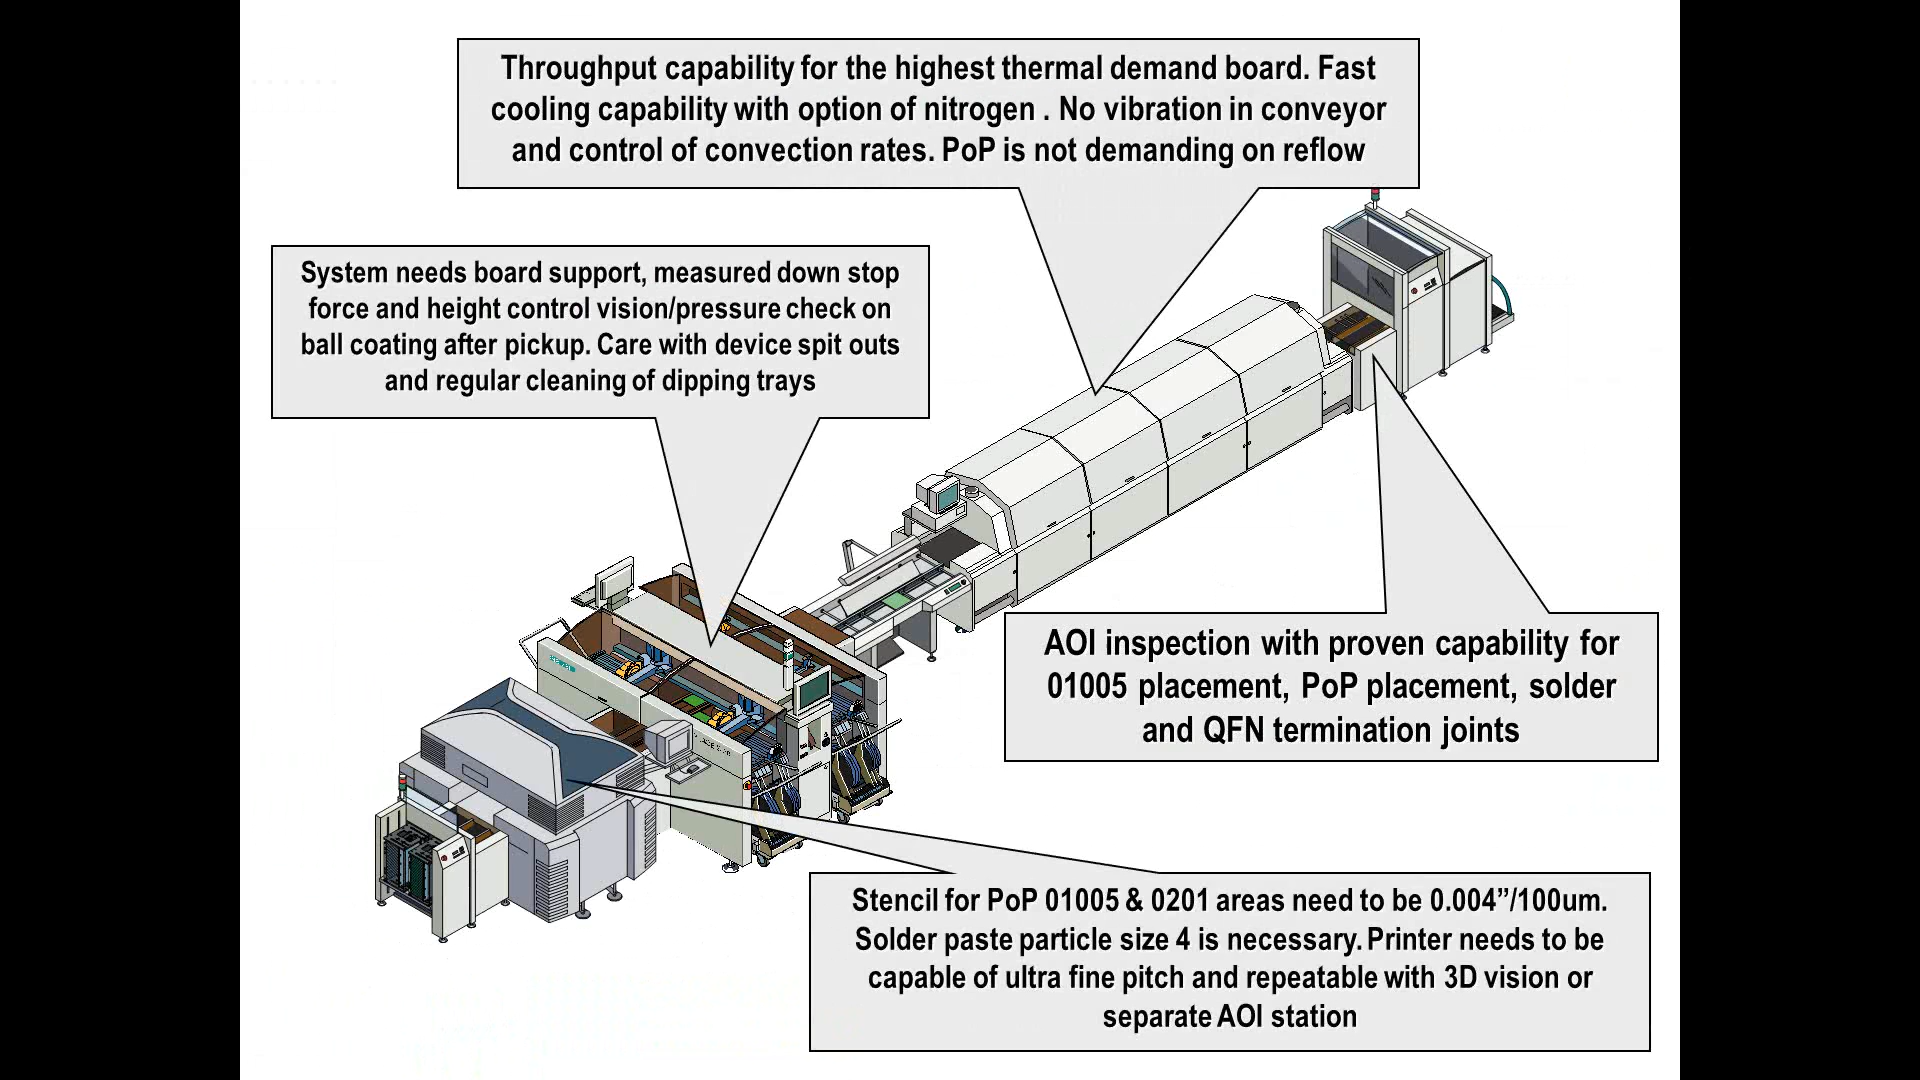 Throughput capability for the highest thermal demand board. Fast
cooling capability with option of nitrogen . No vibration in conveyor
and control of convection rates. PoP is not demanding on reflow
System needs board support, measured down stop
force and height control vision/pressure check on
ball coating after pickup. Care with device spit outs
and regular cleaning of dipping trays
AOI inspection with proven capability for
01005 placement, PoP placement, solder
and QFN termination joints
Stencil for PoP 01005 & 0201 areas need to be 0.004”/100um.
Solder paste particle size 4 is necessary. Printer needs to be
capable of ultra fine pitch and repeatable with 3D vision or
separate AOI station